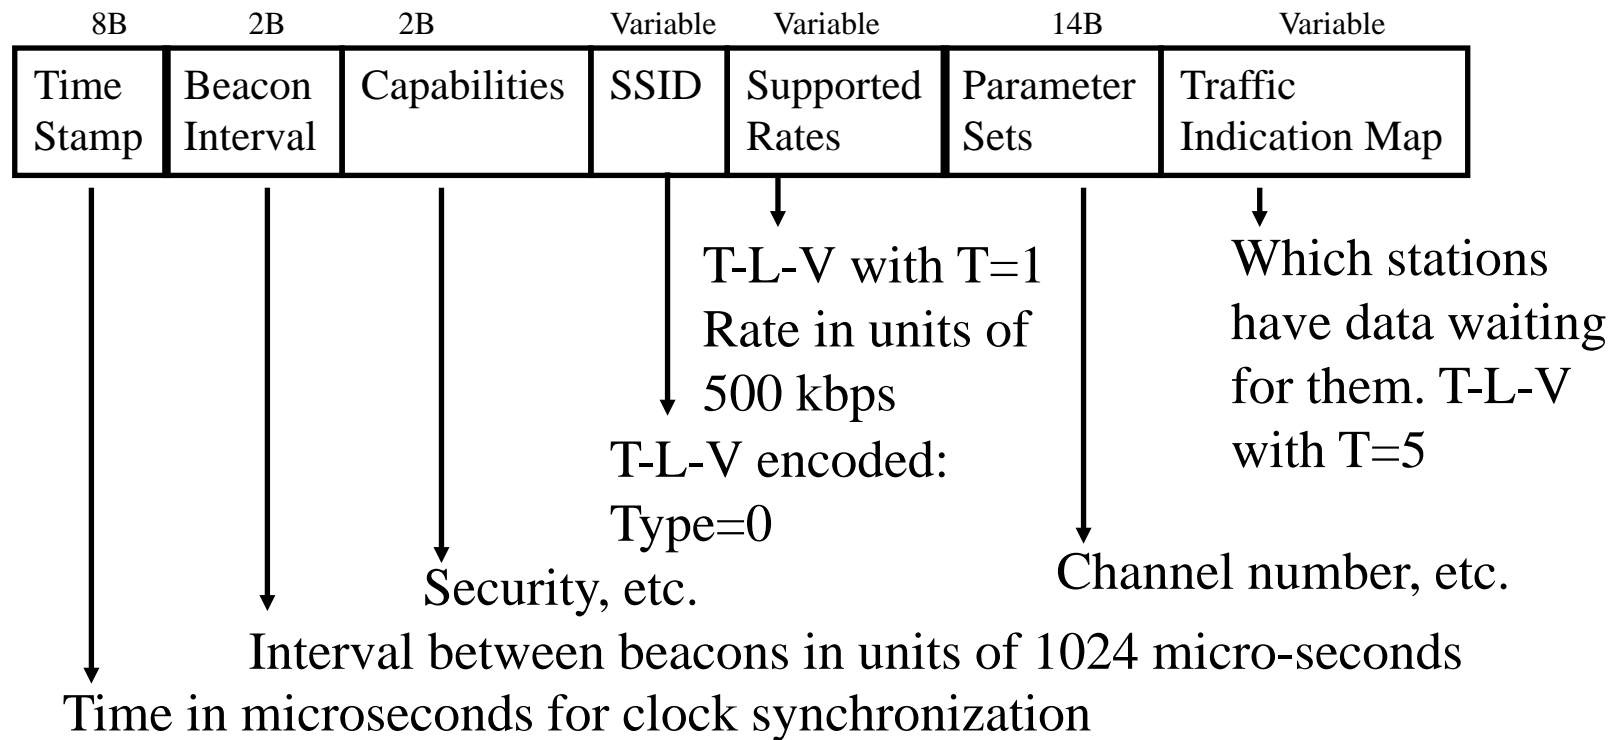 8B 2B 2B Variable Variable 14B Variable
Time Stamp
Beacon Interval
Capabilities
SSID
Supported Rates
Parameter Sets
Traffic Indication Map
T-L-V with T=1
Rate in units of
500 kbps
Which stations
have data waiting
for them. T-L-V
with T=5
T-L-V encoded:
Type=0
Security, etc.
Channel number, etc.
Interval between beacons in units of 1024 micro-seconds
Time in microseconds for clock synchronization